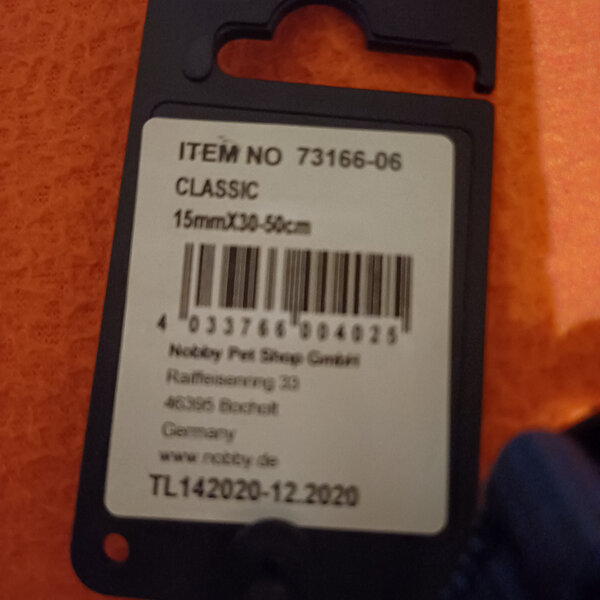 ITEM NO 73166-06
CLASSIC
15mmX30-50cm
4 033766 004025
Nobby Pet Shop GmbH
Raiffeisenring 33
46395 Bocholt
Germany
www.nobby.de
TL142020-12.2020